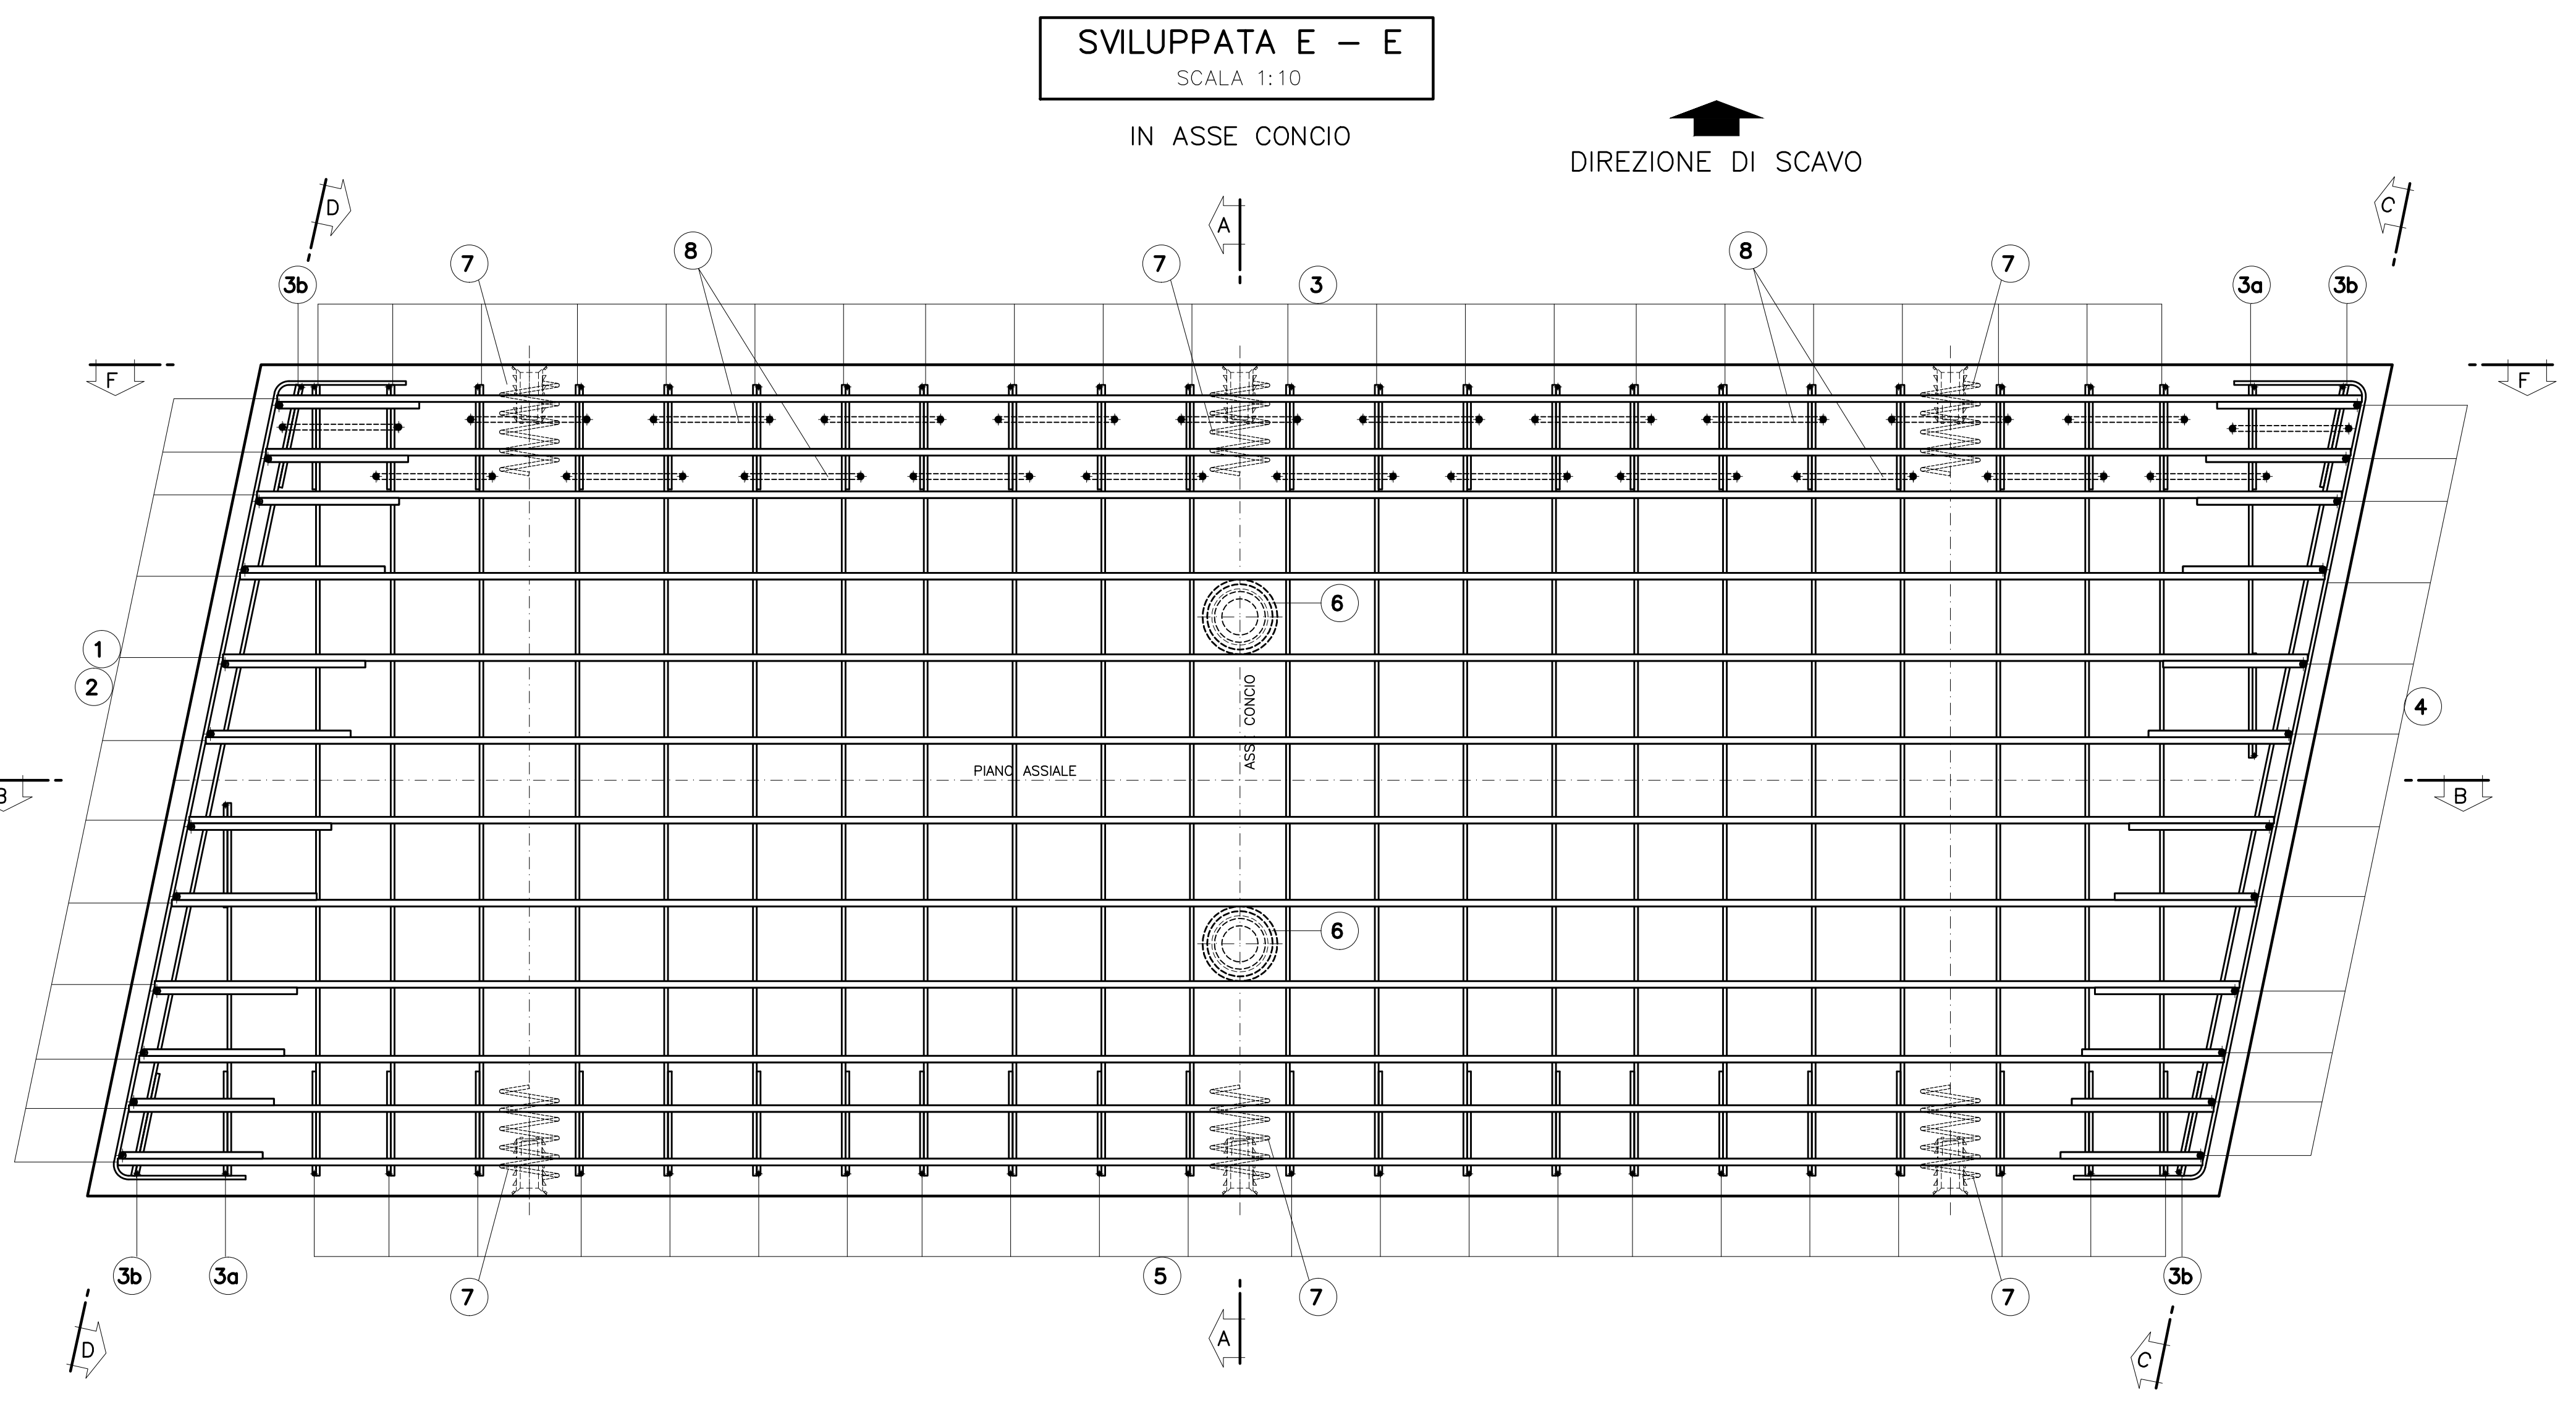 SVILUPPATA E – E
SCALA 1:10
IN ASSE CONCIO
DIREZIONE DI SCAVO
D
A
C
7
8
7
8
7
3b
3
3a
3b
F
F
6
1
2
ASSE CONCIO
4
PIANO ASSIALE
B
B
6
3b
3a
5
3b
7
7
7
D
A
C